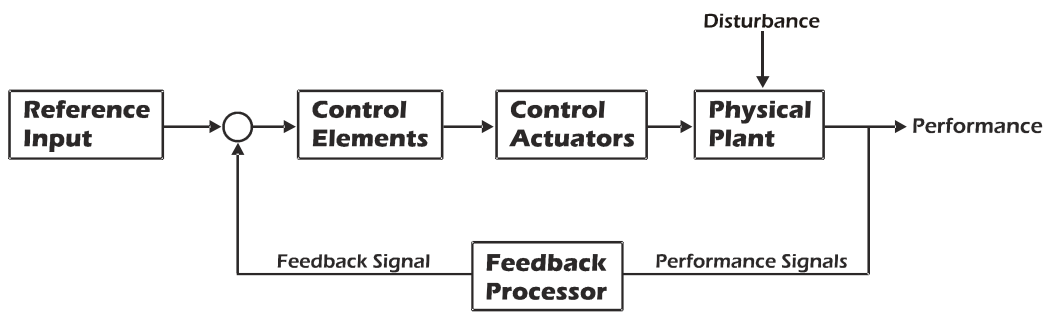 Disturbance
Reference
Input
Control
Elements
Control
Actuators
Physical
Plant
Performance
Feedback Signal
Feedback
Processor
Performance Signals